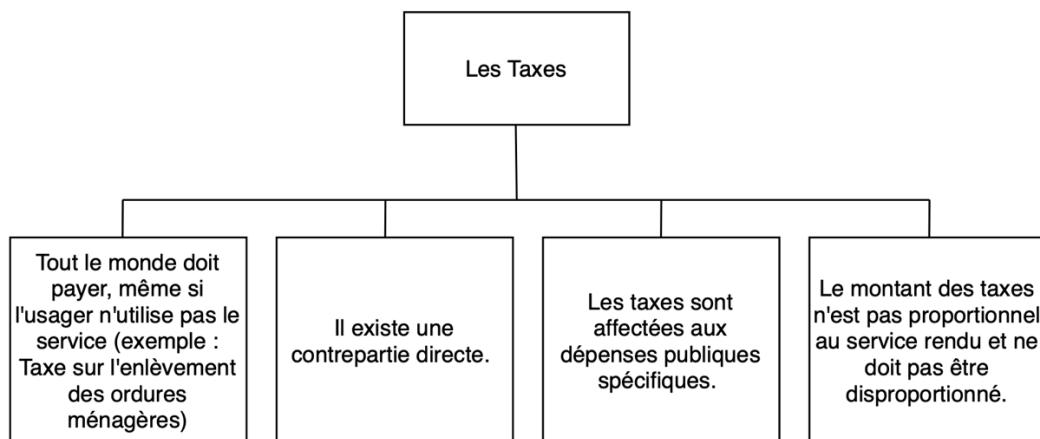 Les Taxes
Tout le monde doit
payer, même si
l'usager n'utilise pas le
service (exemple :
Taxe sur l'enlèvement
des ordures
ménagères)
Il existe une
contrepartie directe.
Les taxes sont
affectées aux
dépenses publiques
spécifiques.
Le montant des taxes
n'est pas proportionnel
au service rendu et ne
doit pas être
disproportionné.